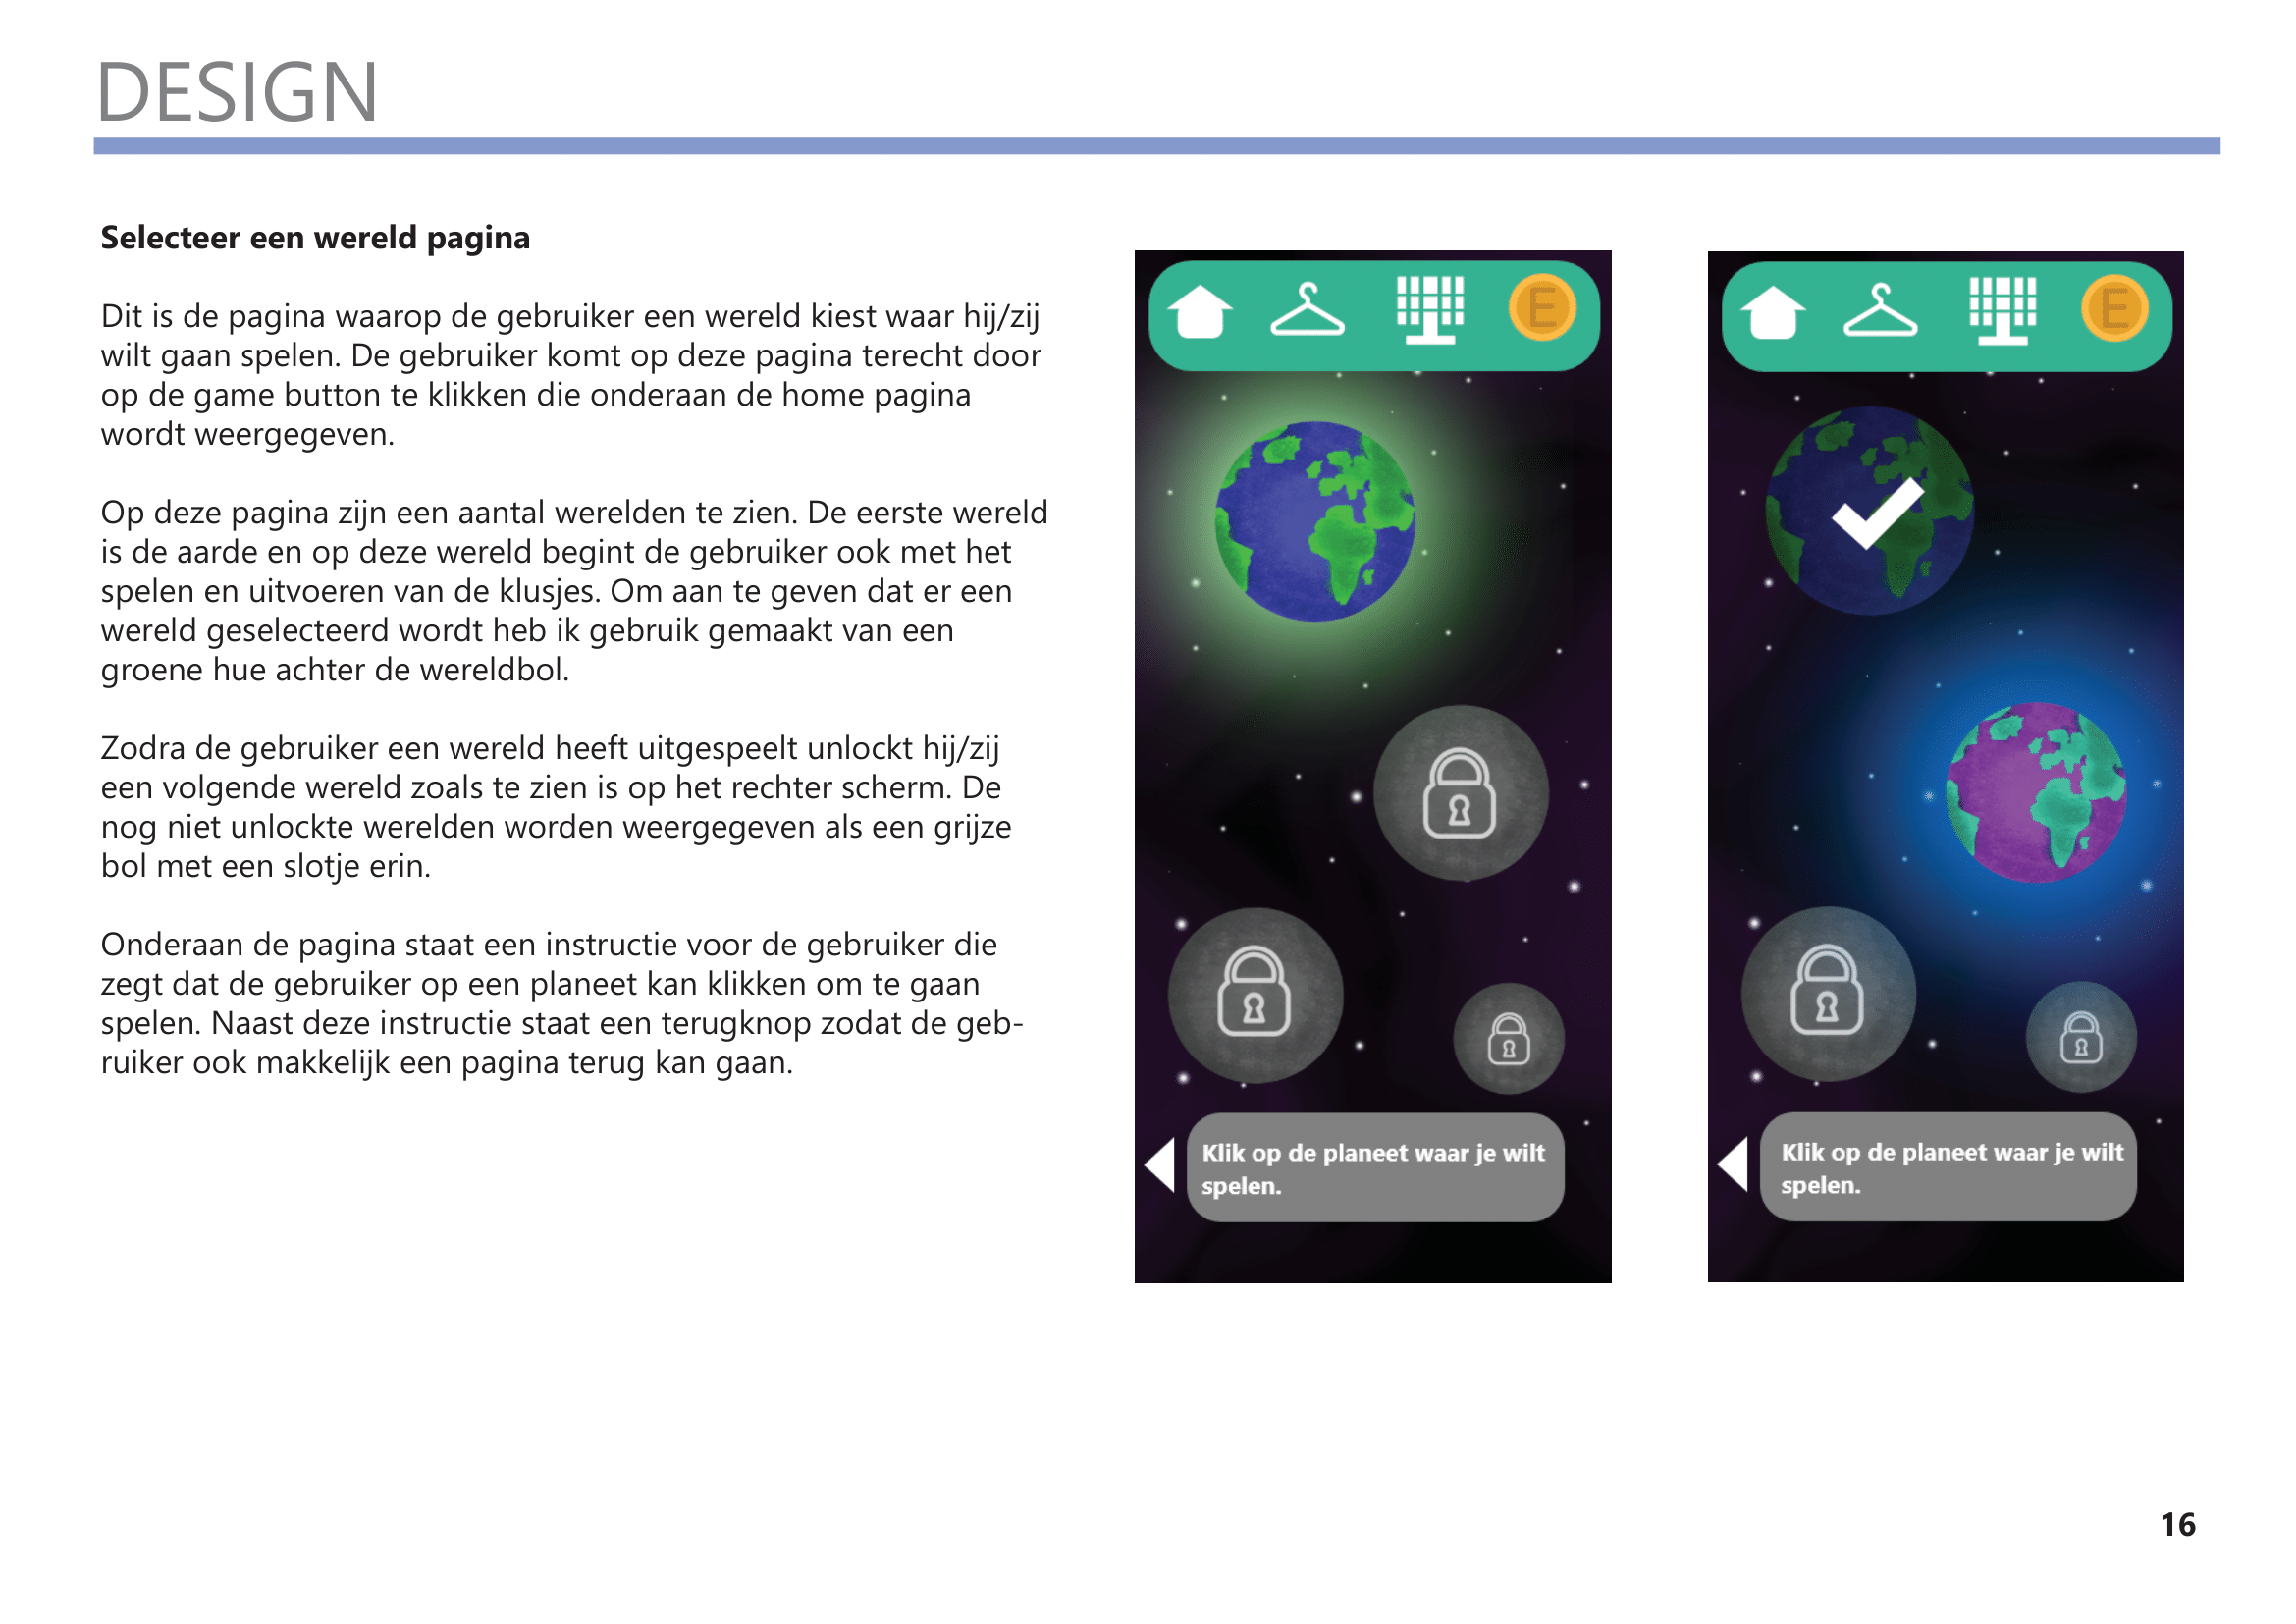 DESIGN
Selecteer een wereld pagina
Dit is de pagina waarop de gebruiker een wereld kiest waar hij/zij
wilt gaan spelen. De gebruiker komt op deze pagina terecht door
op de game button te klikken die onderaan de home pagina
wordt weergegeven.
Op deze pagina zijn een aantal werelden te zien. De eerste wereld
is de aarde en op deze wereld begint de gebruiker ook met het
spelen en uitvoeren van de klusjes. Om aan te geven dat er een
wereld geselecteerd wordt heb ik gebruik gemaakt van een
groene hue achter de wereldbol.
Zodra de gebruiker een wereld heeft uitgespeelt unlockt hij/zij
een volgende wereld zoals te zien is op het rechter scherm. De
nog niet unlockte werelden worden weergegeven als een grijze
bol met een slotje erin.
Onderaan de pagina staat een instructie voor de gebruiker die
zegt dat de gebruiker op een planeet kan klikken om te gaan
spelen. Naast deze instructie staat een terugknop zodat de geb-
ruiker ook makkelijk een pagina terug kan gaan.
E
Klik op de planeet waar je wilt
spelen.
E
Klik op de planeet waar je wilt
spelen.
16